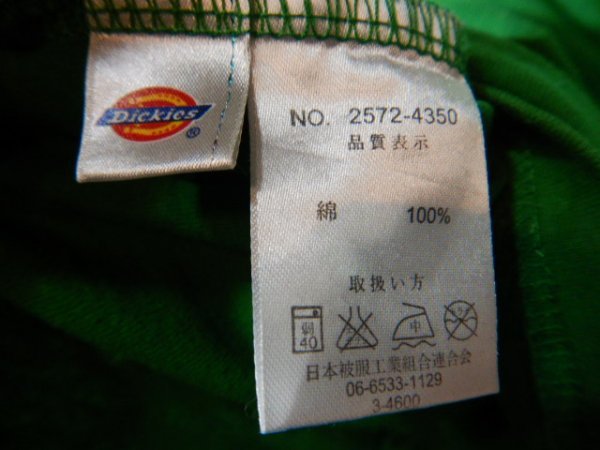 Dickies
®
NO. 2572-4350
品質表示
綿 100%
取扱い方
弱
40
中
日本被服工業組合連合会
06-6533-1129
3-4600